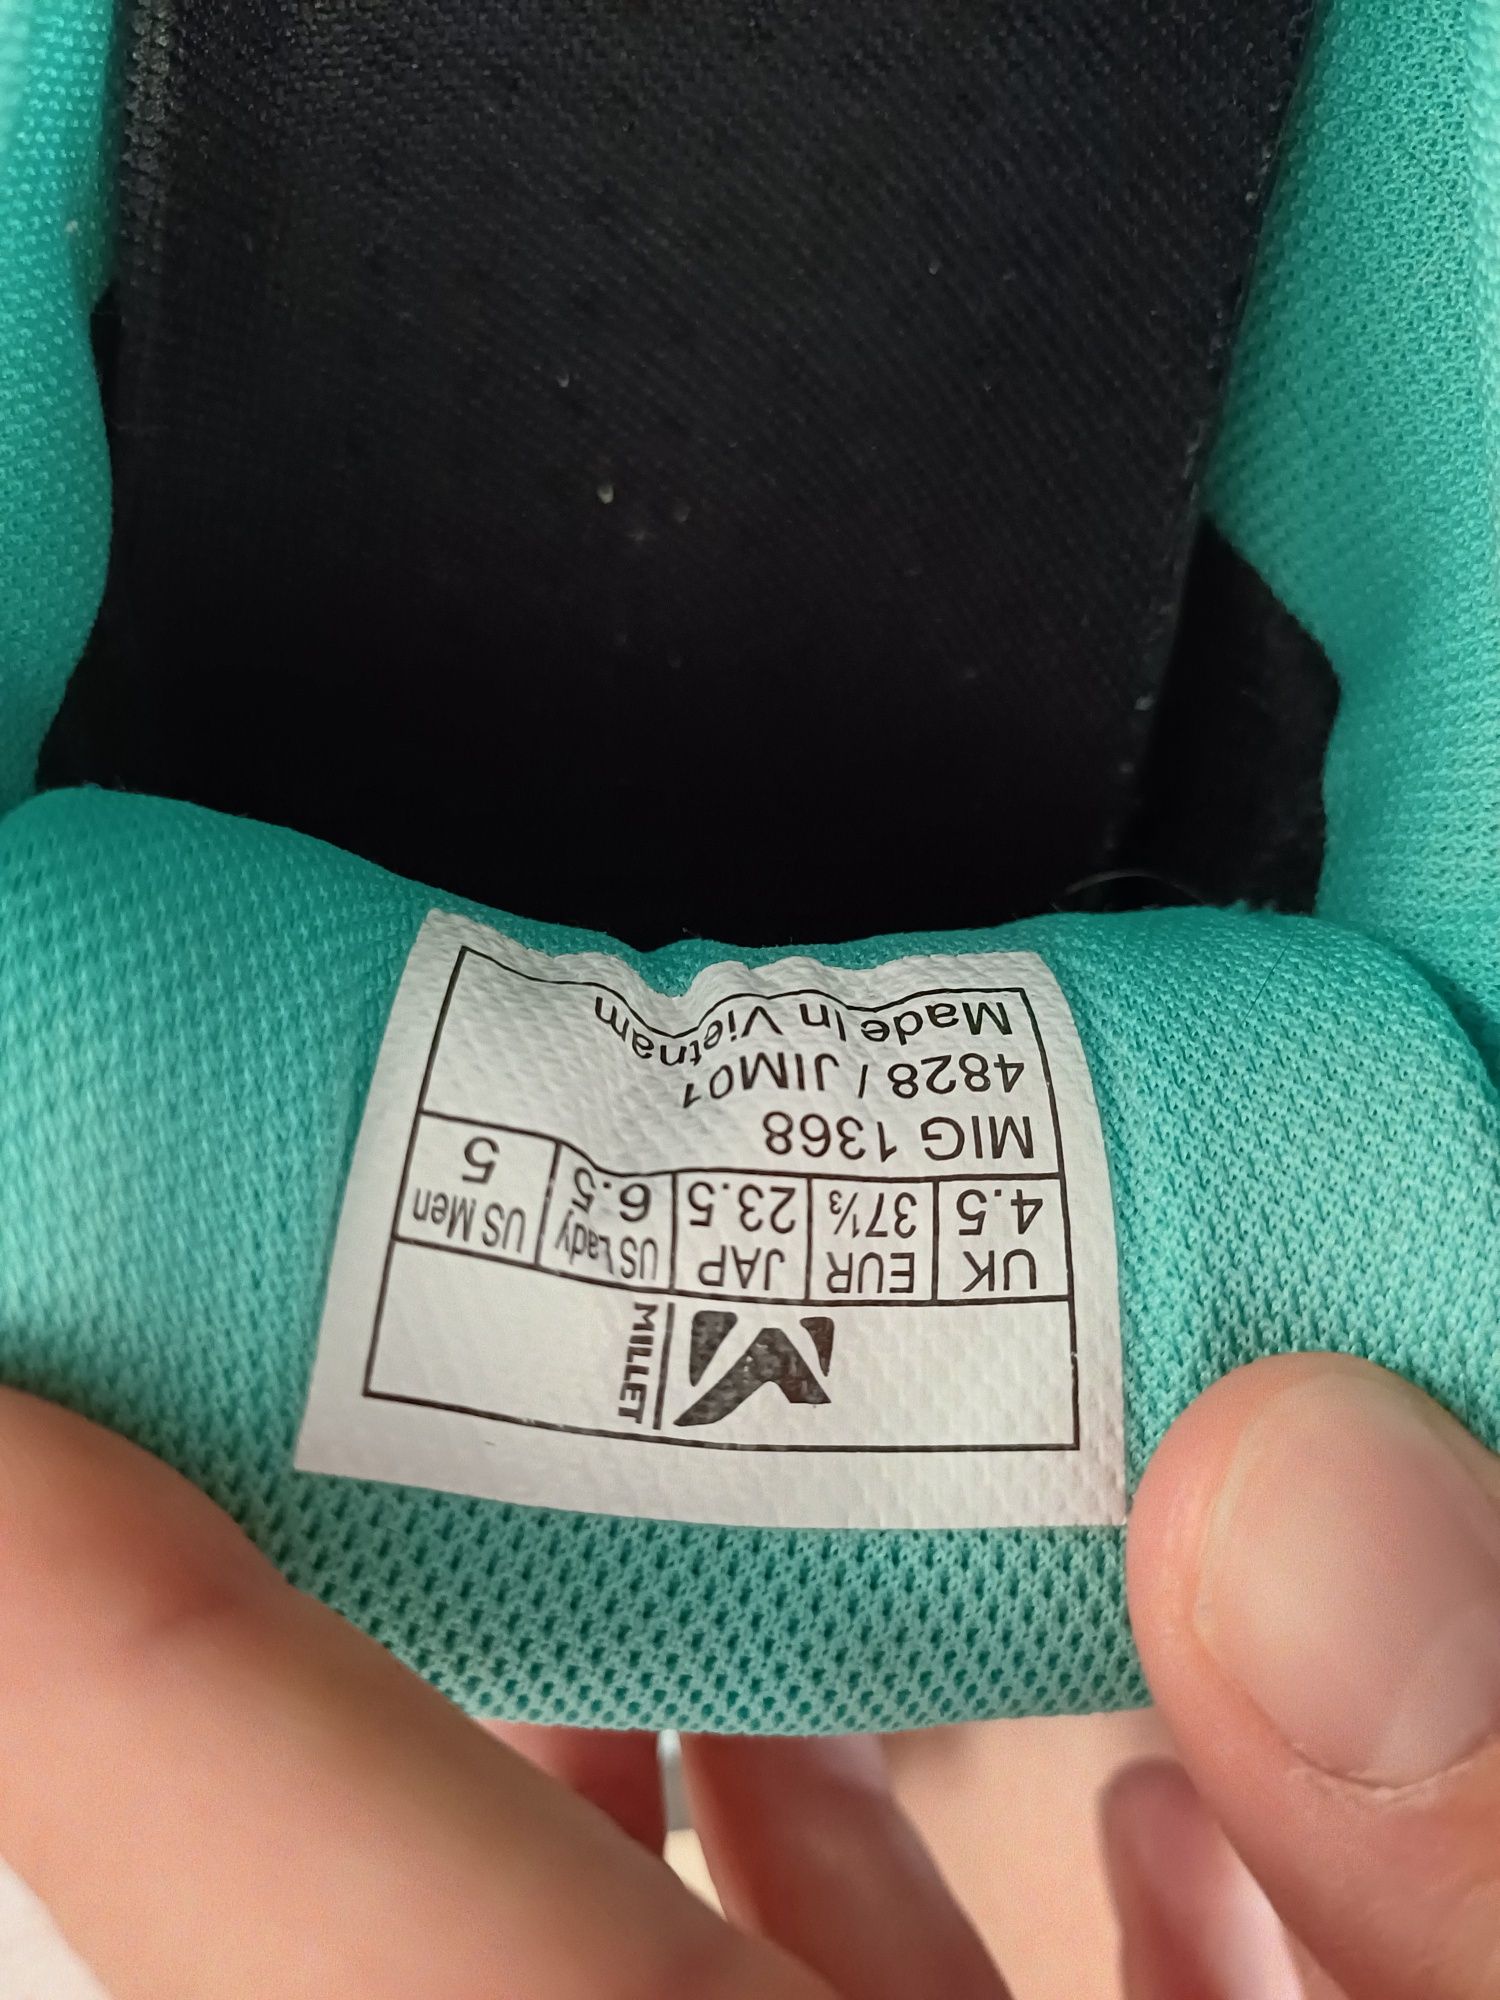 MILLET
UK EUR JAP US Lady US Men
4.5 37⅓ 23.5 6.5 5
MIG 1368
4828 / JIM01
Made In Vietnam